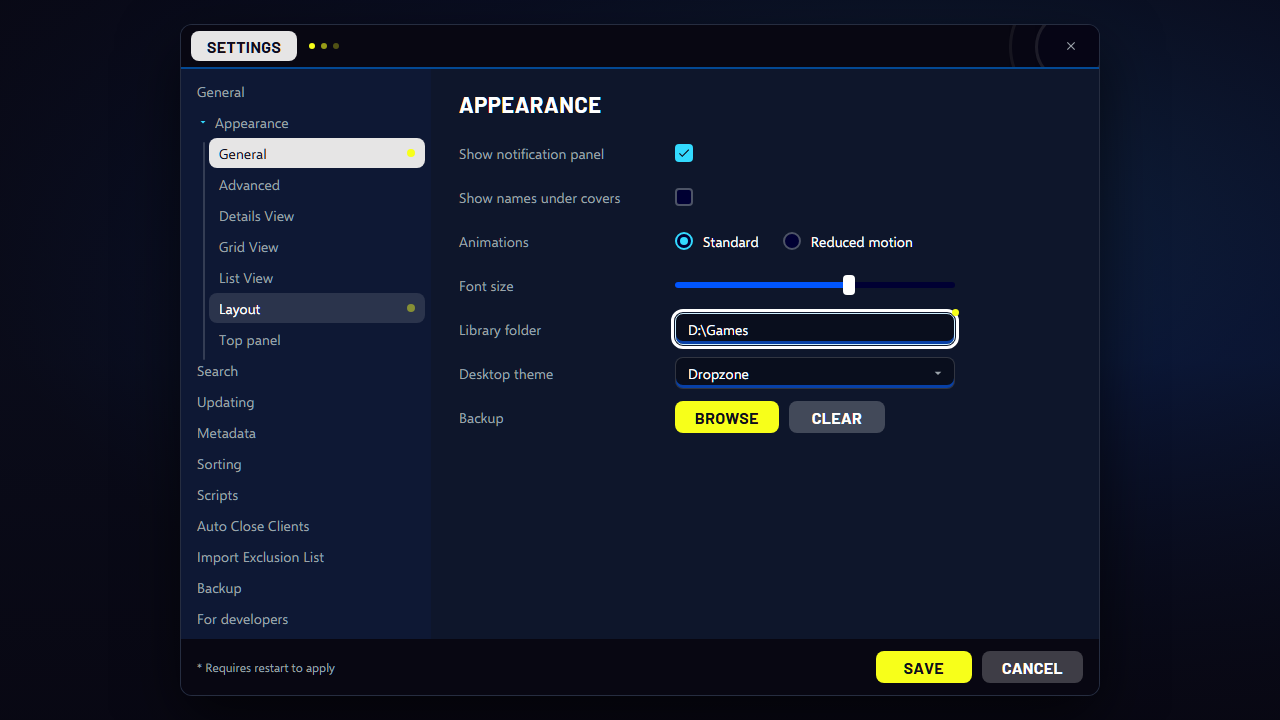 SETTINGS
General
Appearance
General
Advanced
Details View
Grid View
List View
Layout
Top panel
Search
Updating
Metadata
Sorting
Scripts
Auto Close Clients
Import Exclusion List
Backup
For developers
APPEARANCE
Show notification panel
Show names under covers
Animations Standard Reduced motion
Font size
Library folder D:\Games
Desktop theme Dropzone
Backup BROWSE CLEAR
* Requires restart to apply
SAVE CANCEL